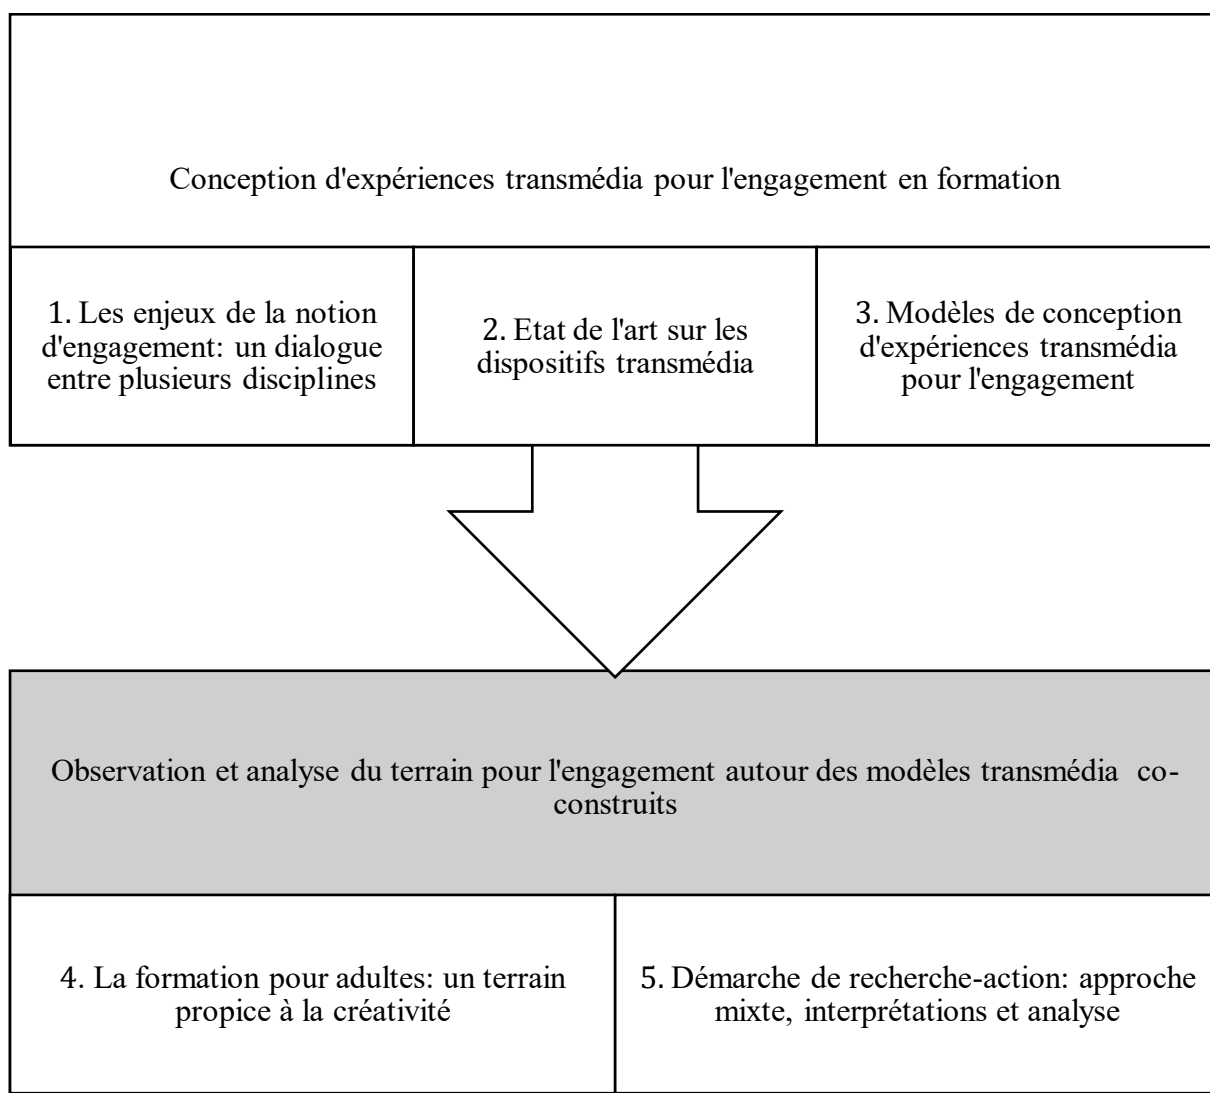 Conception d'expériences transmédia pour l'engagement en formation
1. Les enjeux de la notion
d'engagement: un dialogue
entre plusieurs disciplines
2. Etat de l'art sur les
dispositifs transmédia
3. Modèles de conception
d'expériences transmédia
pour l'engagement
Observation et analyse du terrain pour l'engagement autour des modèles transmédia co-
construits
4. La formation pour adultes: un terrain
propice à la créativité
5. Démarche de recherche-action: approche
mixte, interprétations et analyse